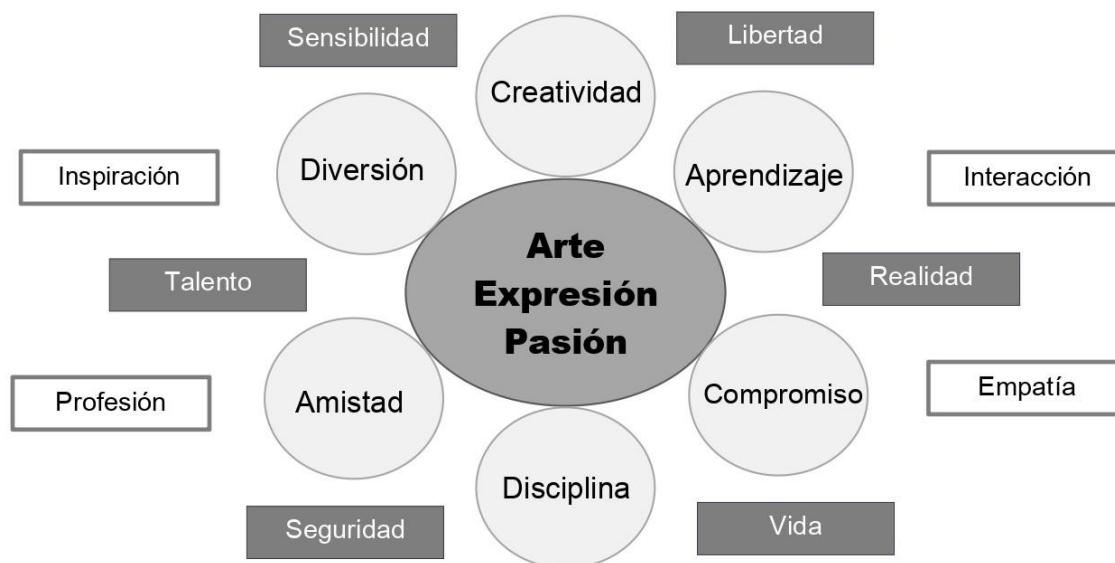 Sensibilidad
Libertad
Creatividad
Diversión
Aprendizaje
Inspiración
Interacción
Arte
Expresión
Pasión
Talento
Realidad
Profesión
Amistad
Compromiso
Empatía
Disciplina
Seguridad
Vida